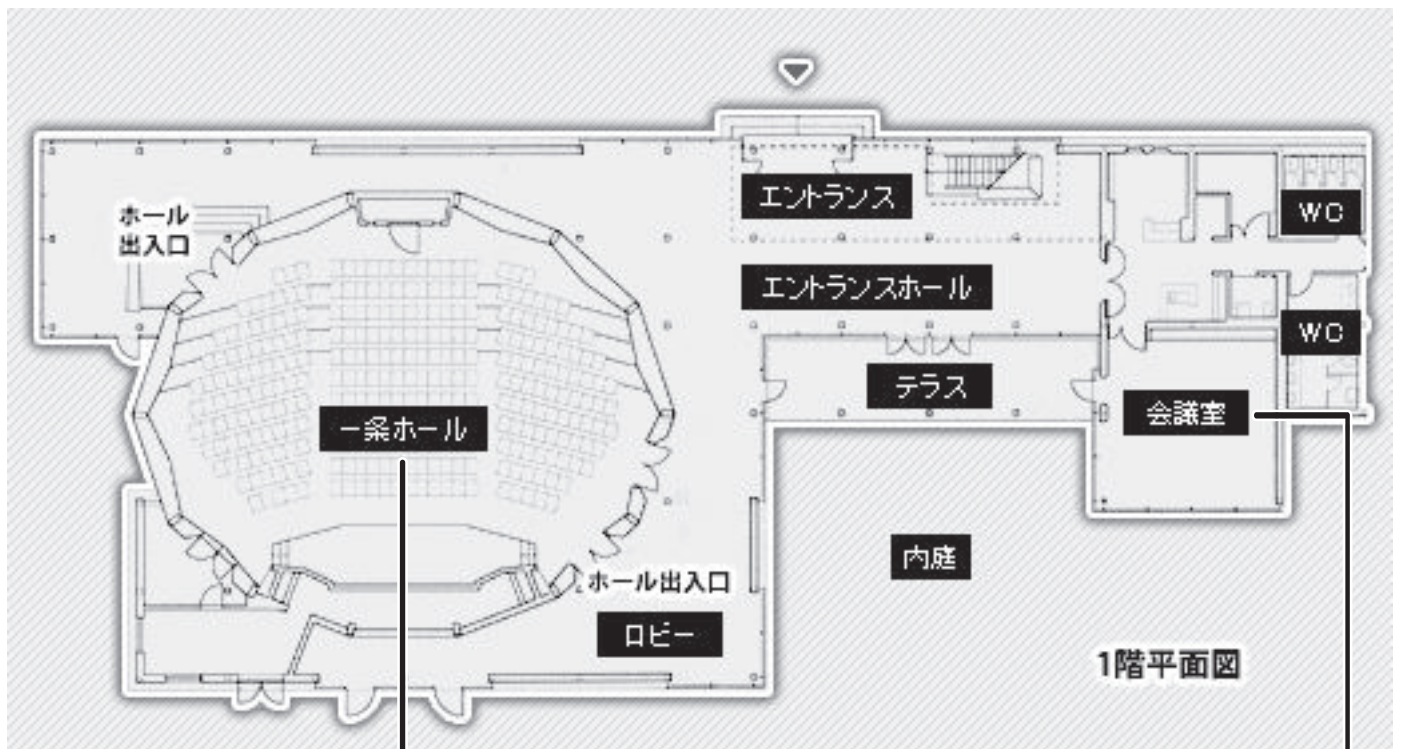 ホール
出入口
エントランス
WC
エントランスホール
WC
テラス
会議室
一条ホール
内庭
ホール出入口
ロビー
1階平面図